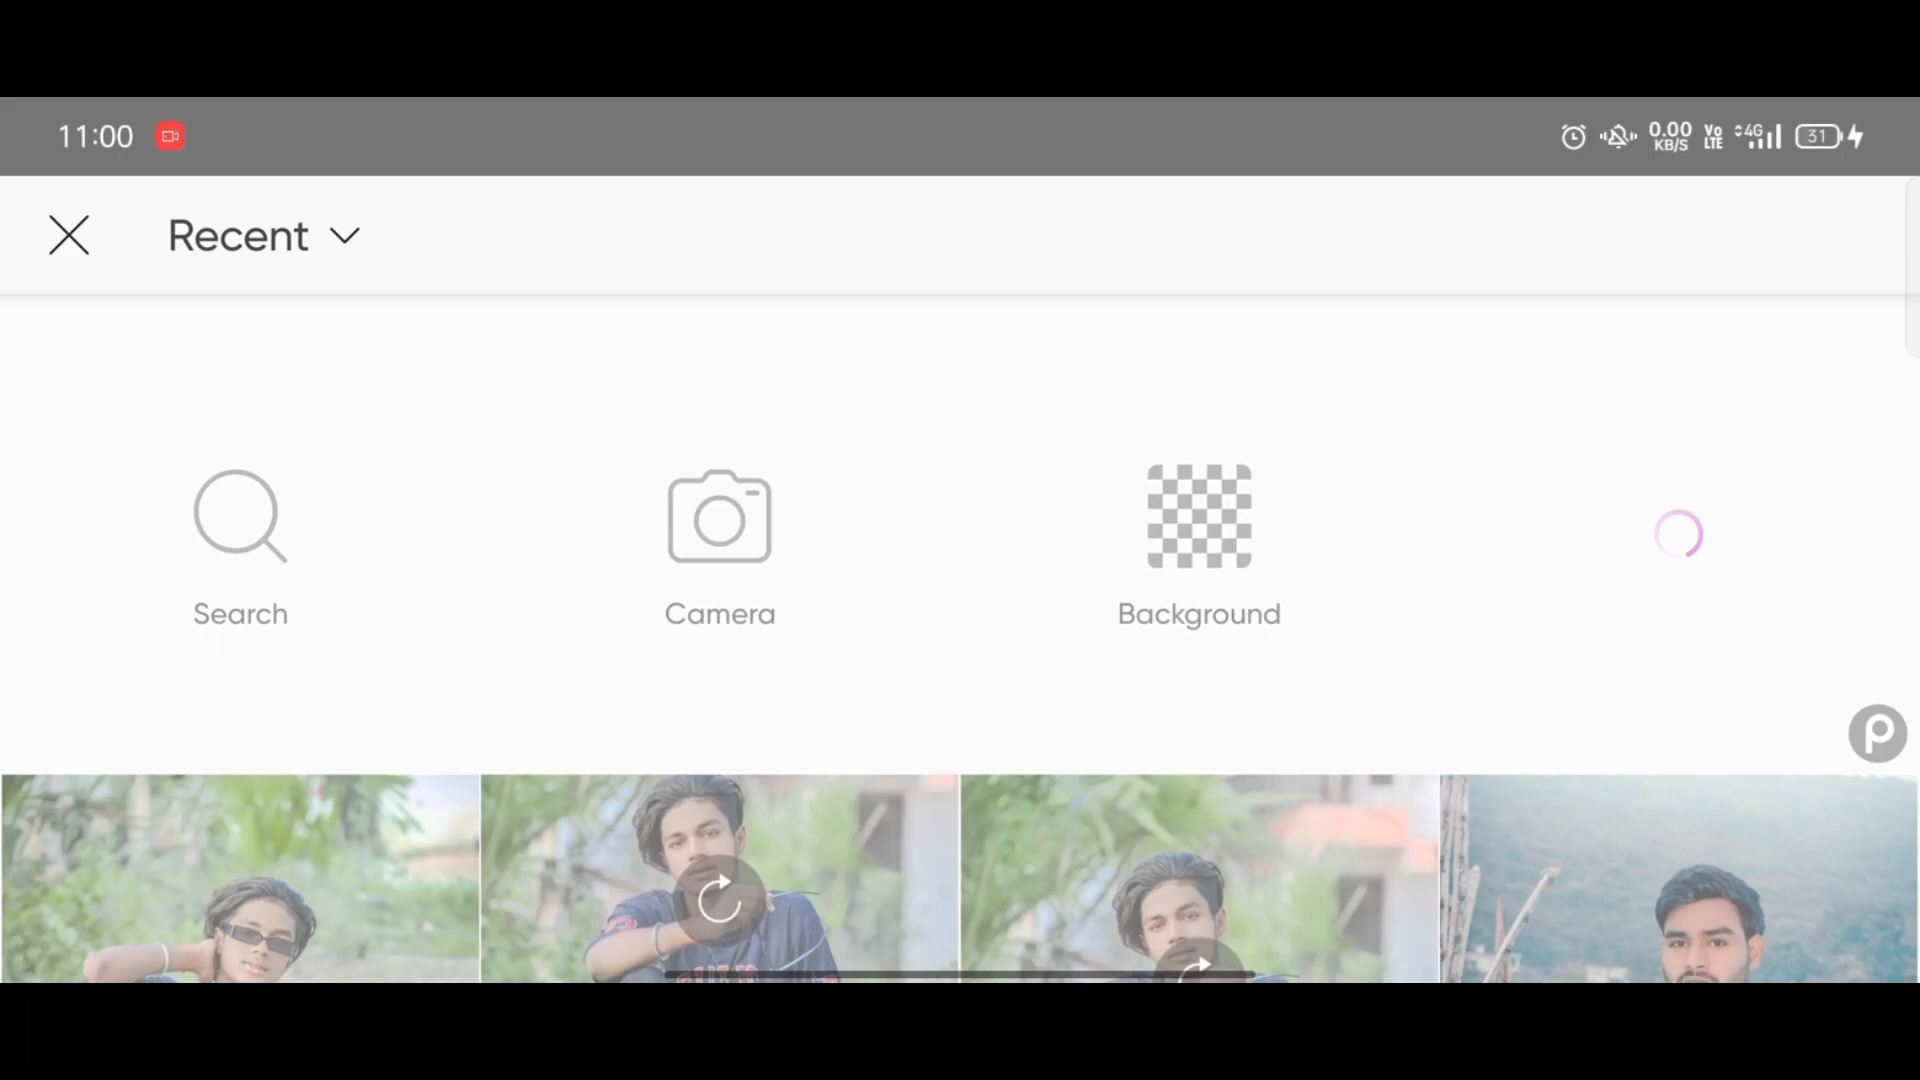 11:00
0.00
KB/S
Vo
LTE
4G
31
Recent
Search
Camera
Background